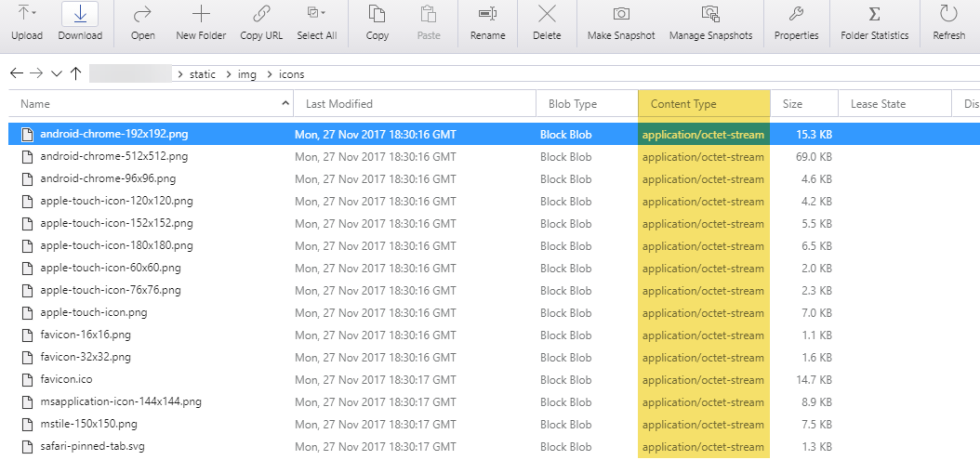 Upload Download Open New Folder Copy URL Select All Copy Paste Rename Delete Make Snapshot Manage Snapshots Properties Folder Statistics Refresh
static img icons
Name Last Modified Blob Type Content Type Size Lease State Dis
android-chrome-192x192.png Mon, 27 Nov 2017 18:30:16 GMT Block Blob application/octet-stream 15.3 KB
android-chrome-512x512.png Mon, 27 Nov 2017 18:30:16 GMT Block Blob application/octet-stream 69.0 KB
android-chrome-96x96.png Mon, 27 Nov 2017 18:30:16 GMT Block Blob application/octet-stream 4.6 KB
apple-touch-icon-120x120.png Mon, 27 Nov 2017 18:30:16 GMT Block Blob application/octet-stream 4.2 KB
apple-touch-icon-152x152.png Mon, 27 Nov 2017 18:30:16 GMT Block Blob application/octet-stream 5.5 KB
apple-touch-icon-180x180.png Mon, 27 Nov 2017 18:30:16 GMT Block Blob application/octet-stream 6.5 KB
apple-touch-icon-60x60.png Mon, 27 Nov 2017 18:30:16 GMT Block Blob application/octet-stream 2.0 KB
apple-touch-icon-76x76.png Mon, 27 Nov 2017 18:30:16 GMT Block Blob application/octet-stream 2.3 KB
apple-touch-icon.png Mon, 27 Nov 2017 18:30:16 GMT Block Blob application/octet-stream 7.0 KB
favicon-16x16.png Mon, 27 Nov 2017 18:30:16 GMT Block Blob application/octet-stream 1.1 KB
favicon-32x32.png Mon, 27 Nov 2017 18:30:16 GMT Block Blob application/octet-stream 1.6 KB
favicon.ico Mon, 27 Nov 2017 18:30:17 GMT Block Blob application/octet-stream 14.7 KB
msapplication-icon-144x144.png Mon, 27 Nov 2017 18:30:17 GMT Block Blob application/octet-stream 8.9 KB
mstile-150x150.png Mon, 27 Nov 2017 18:30:17 GMT Block Blob application/octet-stream 7.5 KB
safari-pinned-tab.svg Mon, 27 Nov 2017 18:30:17 GMT Block Blob application/octet-stream 1.3 KB